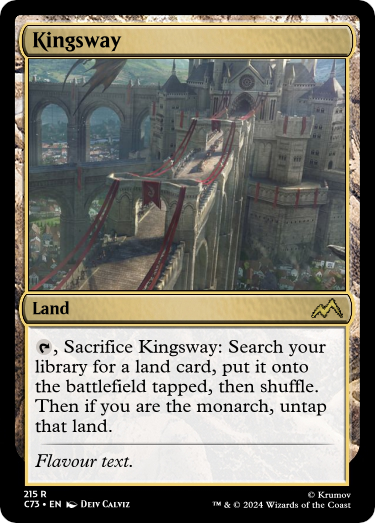 Kingsway
Land
, Sacrifice Kingsway: Search your
library for a land card, put it onto
the battlefield tapped, then shuffle.
Then if you are the monarch, untap
that land.
Flavour text.
215 R
© Krumov
C73 • EN Deiv Calviz
™ & © 2024 Wizards of the Coast